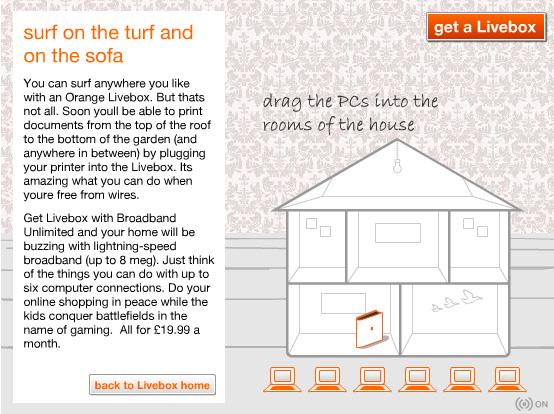 surf on the turf and
on the sofa
You can surf anywhere you like
with an Orange Livebox. But thats
not all. Soon youll be able to print
documents from the top of the roof
to the bottom of the garden (and
anywhere in between) by plugging
your printer into the Livebox. Its
amazing what you can do when
youre free from wires.
Get Livebox with Broadband
Unlimited and your home will be
buzzing with lightning-speed
broadband (up to 8 meg). Just think
of the things you can do with up to
six computer connections. Do your
online shopping in peace while the
kids conquer battlefields in the
name of gaming.  All for £19.99 a
month.
back to Livebox home
get a Livebox
drag the PCs into the
rooms of the house
ON